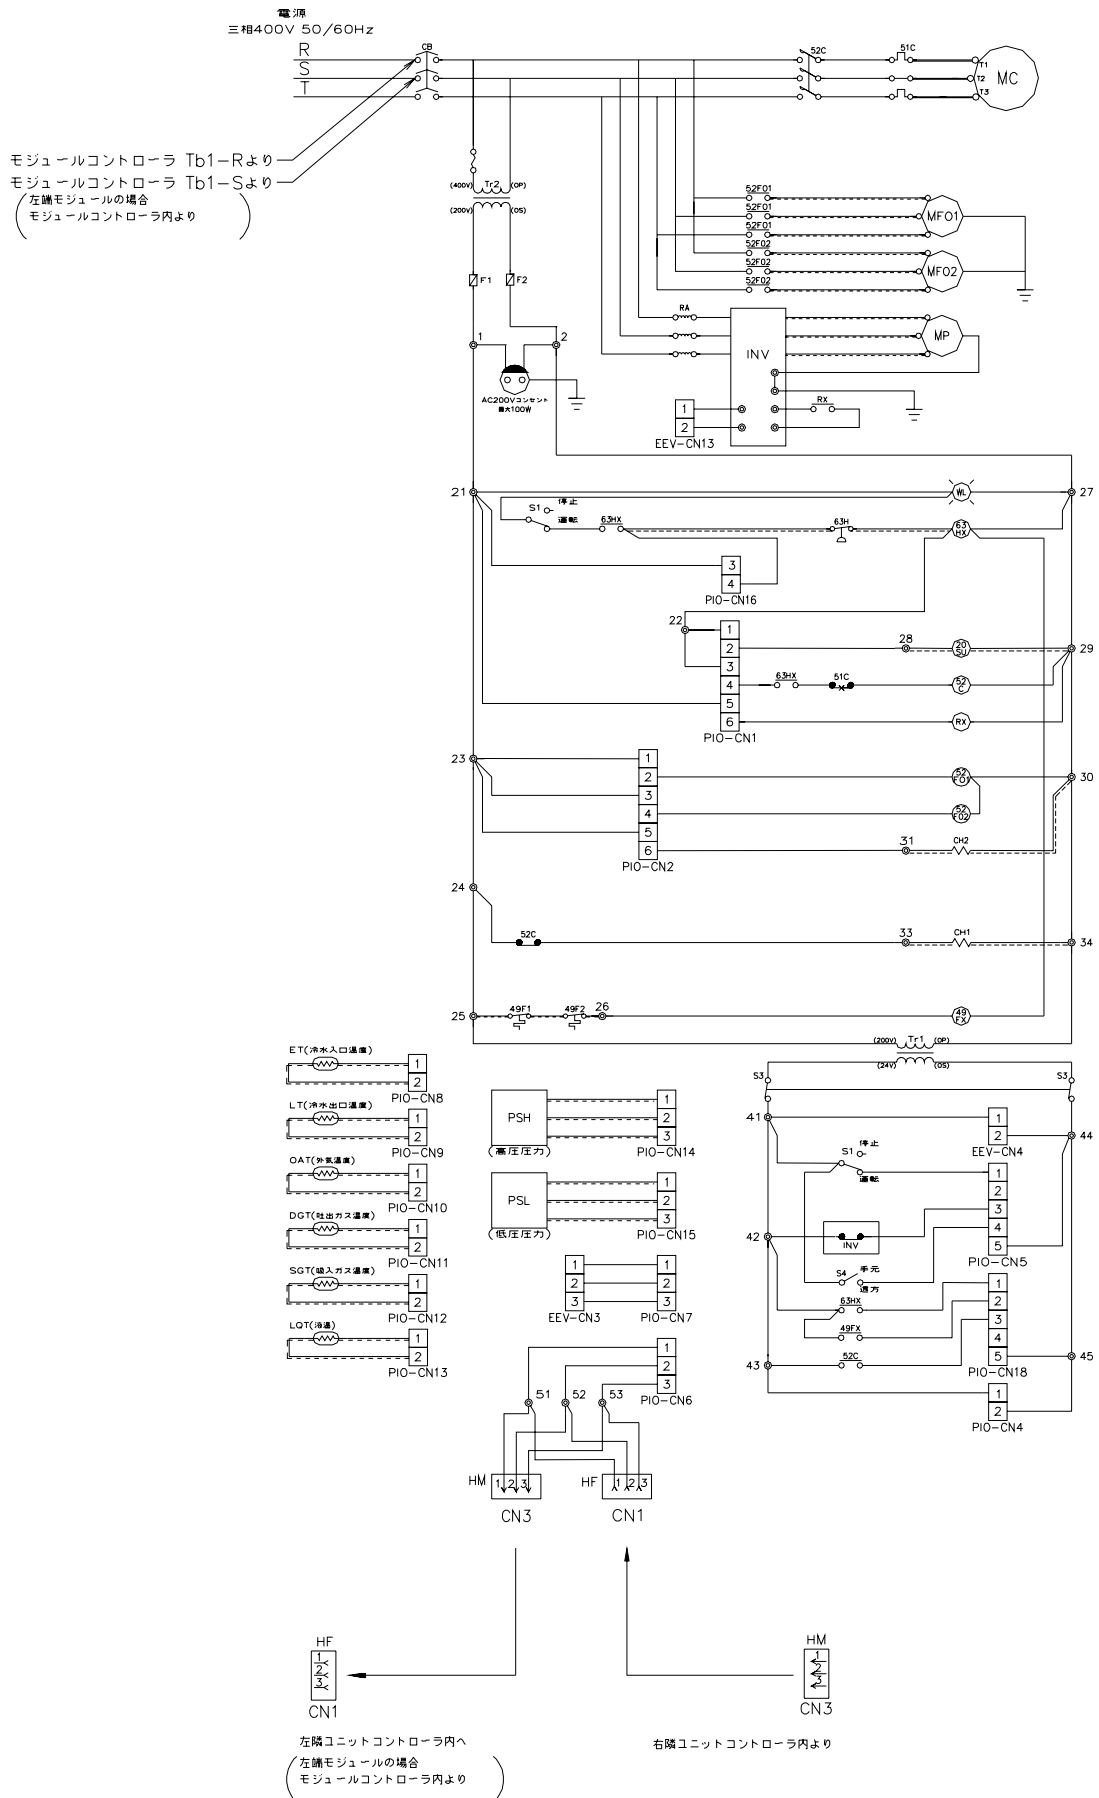 電源
三相400V 50/60Hz
R
S
T
CB
52C
51C
T1
T2
T3
MC
モジュールコントローラ Tb1-Rより
モジュールコントローラ Tb1-Sより
(左端モジュールの場合
モジュールコントローラ内より)
(400V) Tr2 (0P)
(200V) (0S)
F1
F2
1
2
AC200Vコンセント
最大100W
52F01
52F01
52F01
MF01
52F02
52F02
52F02
MF02
RA
INV
MP
RX
1
2
EEV-CN13
21
S1 停止
運転
63HX
63H
WL
63
HX
27
3
4
PIO-CN16
22
1
2
3
4
5
6
PIO-CN1
28
20
SU
29
63HX
51C
52
C
RX
23
1
2
3
4
5
6
PIO-CN2
52
F01
52
F02
30
31
CH2
24
52C
33
CH1
34
25
49F1
49F2
26
49
FX
(200V) Tr1 (0P)
(24V) (0S)
S3
S3
ET(冷水入口温度)
1
2
PIO-CN8
LT(冷水出口温度)
1
2
PIO-CN9
OAT(外気温度)
1
2
PIO-CN10
DGT(吐出ガス温度)
1
2
PIO-CN11
SGT(吸入ガス温度)
1
2
PIO-CN12
LQT(液温)
1
2
PIO-CN13
PSH
(高圧圧力)
1
2
3
PIO-CN14
PSL
(低圧圧力)
1
2
3
PIO-CN15
1
2
3
EEV-CN3
1
2
3
PIO-CN7
1
2
3
PIO-CN6
51
52
53
HM
1 2 3
CN3
HF
1 2 3
CN1
41
1
2
EEV-CN4
44
S1 停止
運転
1
2
3
4
5
PIO-CN5
42
INV
S4 手元
遠方
63HX
49FX
52C
43
1
2
3
4
5
PIO-CN18
45
1
2
PIO-CN4
HF
1
2
3
CN1
左隣ユニットコントローラ内へ
(左端モジュールの場合
モジュールコントローラ内より)
HM
1
2
3
CN3
右隣ユニットコントローラ内より